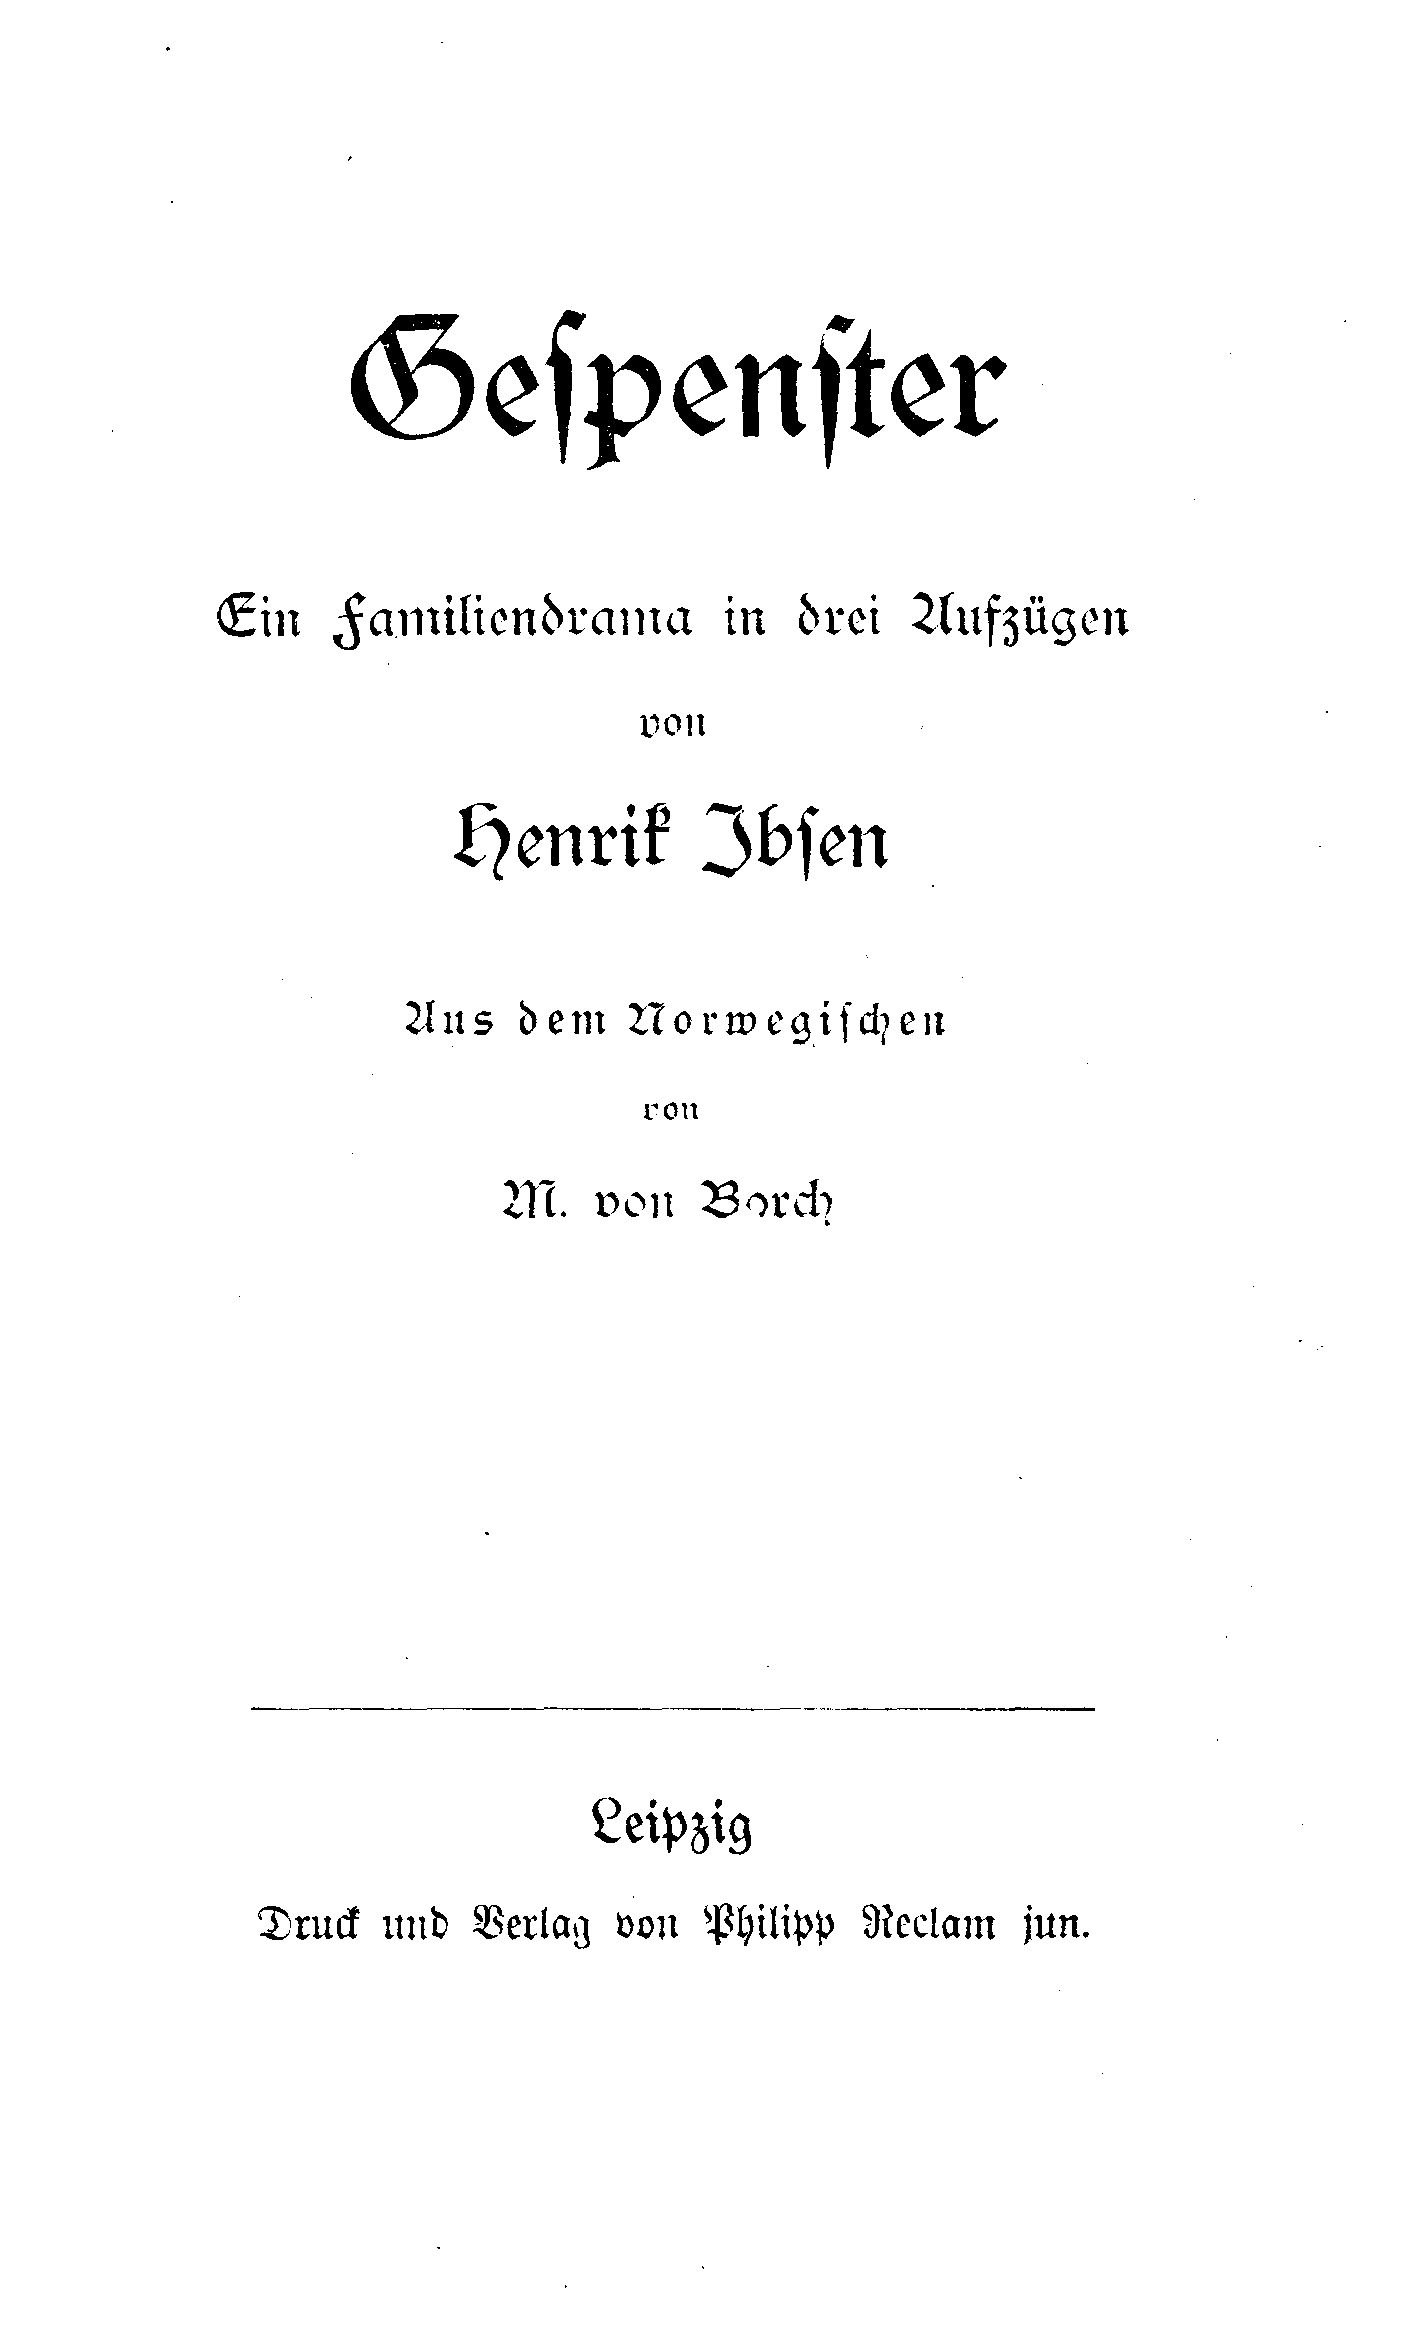 Geſpenſter
Ein Familiendrama in drei Aufzügen
von
Henrik Ibſen
Aus dem Norwegiſchen
von
M. von Borch
Leipzig
Druck und Verlag von Philipp Reclam jun.